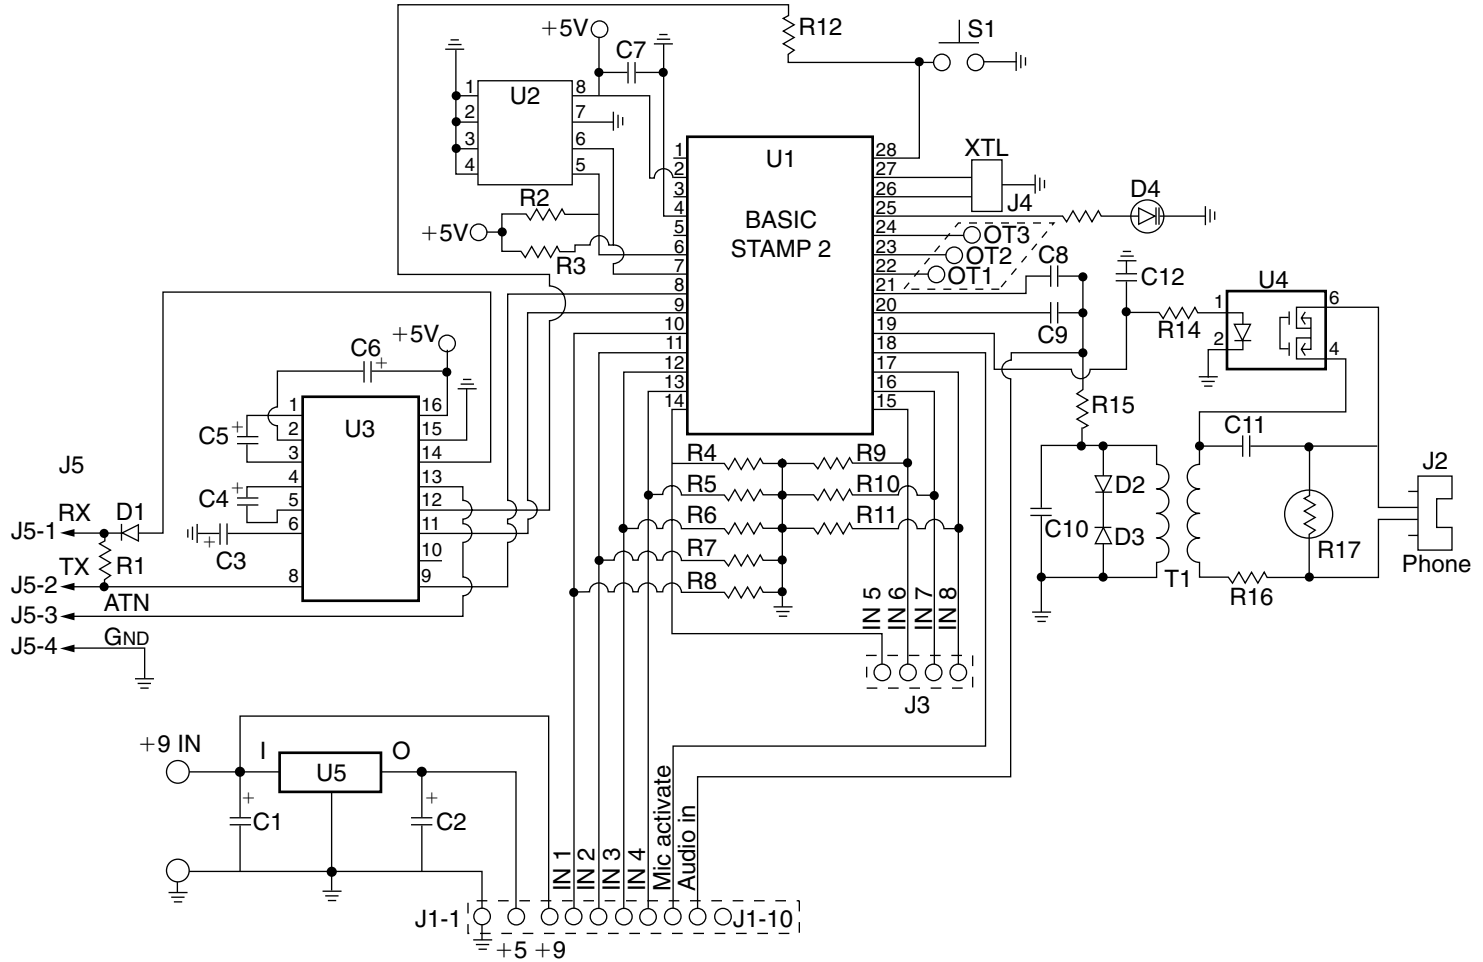 +5V
C7
R12
S1
1
2
3
4
U2
8
7
6
5
R2
+5V
R3
U1
BASIC
STAMP 2
1
2
3
4
5
6
7
8
9
10
11
12
13
14
28
27
26
25
24
23
22
21
20
19
18
17
16
15
XTL
J4
D4
OT3
OT2
OT1
C8
C9
C12
R14
U4
1
2
6
4
R15
C11
C10
D2
D3
T1
R17
R16
J2
Phone
+5V
C6
+
U3
1
2
3
4
5
6
8
16
15
14
13
12
11
10
9
C5
+
C4
+
C3
+
J5
RX
D1
J5-1
R1
TX
J5-2
ATN
J5-3
GND
J5-4
R4
R5
R6
R7
R8
R9
R10
R11
IN 5
IN 6
IN 7
IN 8
J3
+9 IN
I
U5
O
+
C1
+
C2
IN 1
IN 2
IN 3
IN 4
Mic activate
Audio in
J1-1
J1-10
+5 +9